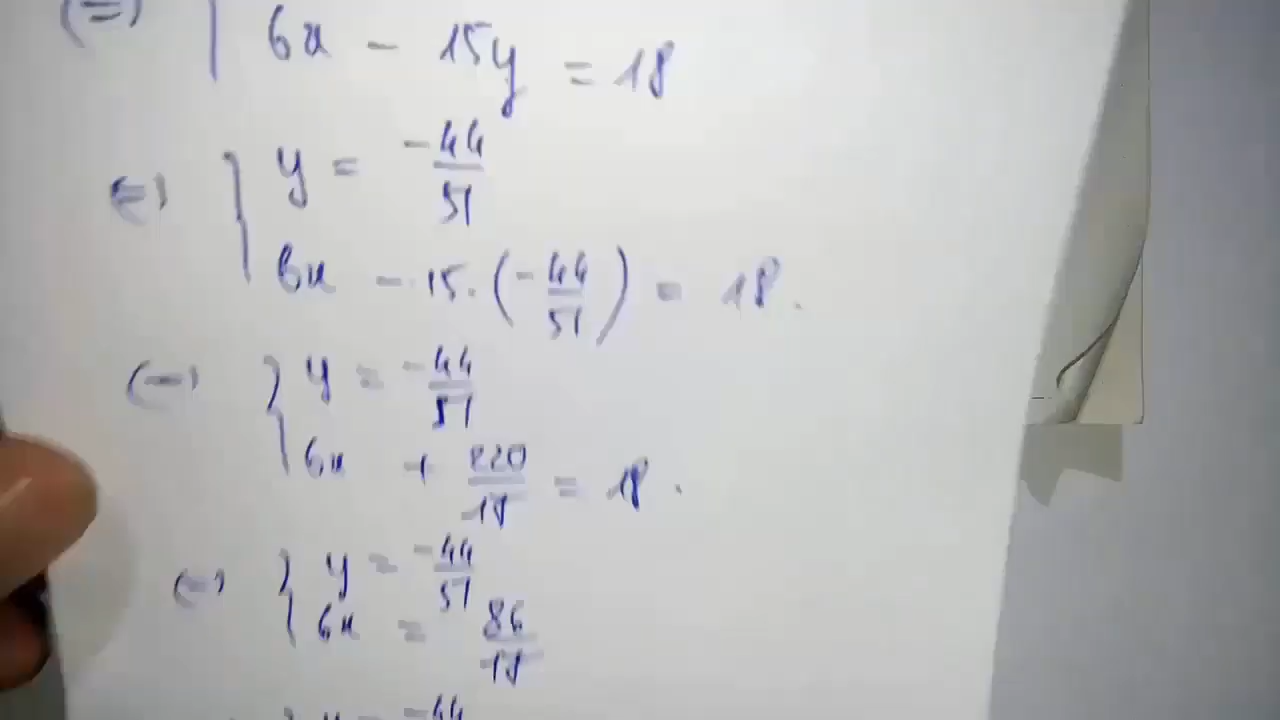 (=) { 6x - 15y = 18
(=) { y = -44/51
6x - 15.(-44/51) = 18.
(=) { y = -44/51
6x + 220/17 = 18.
(=) { y = -44/51
6x = 86/17
{ y = -44